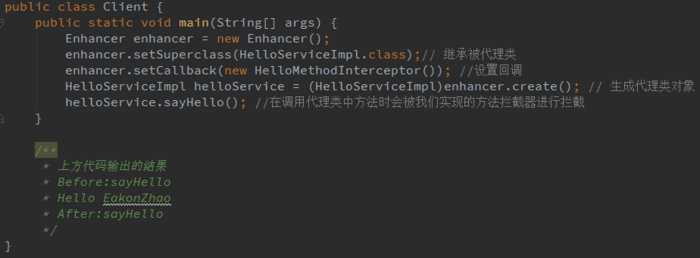 public class Client {
public static void main(String[] args) {
Enhancer enhancer = new Enhancer();
enhancer.setSuperclass(HelloServiceImpl.class);// 继承被代理类
enhancer.setCallback(new HelloMethodInterceptor()); //设置回调
HelloServiceImpl helloService = (HelloServiceImpl)enhancer.create(); // 生成代理类对象
helloService.sayHello(); //在调用代理类中方法时会被我们实现的方法拦截器进行拦截
}
/**
* 上方代码输出的结果
* Before:sayHello
* Hello EakonZhao
* After:sayHello
*/
}